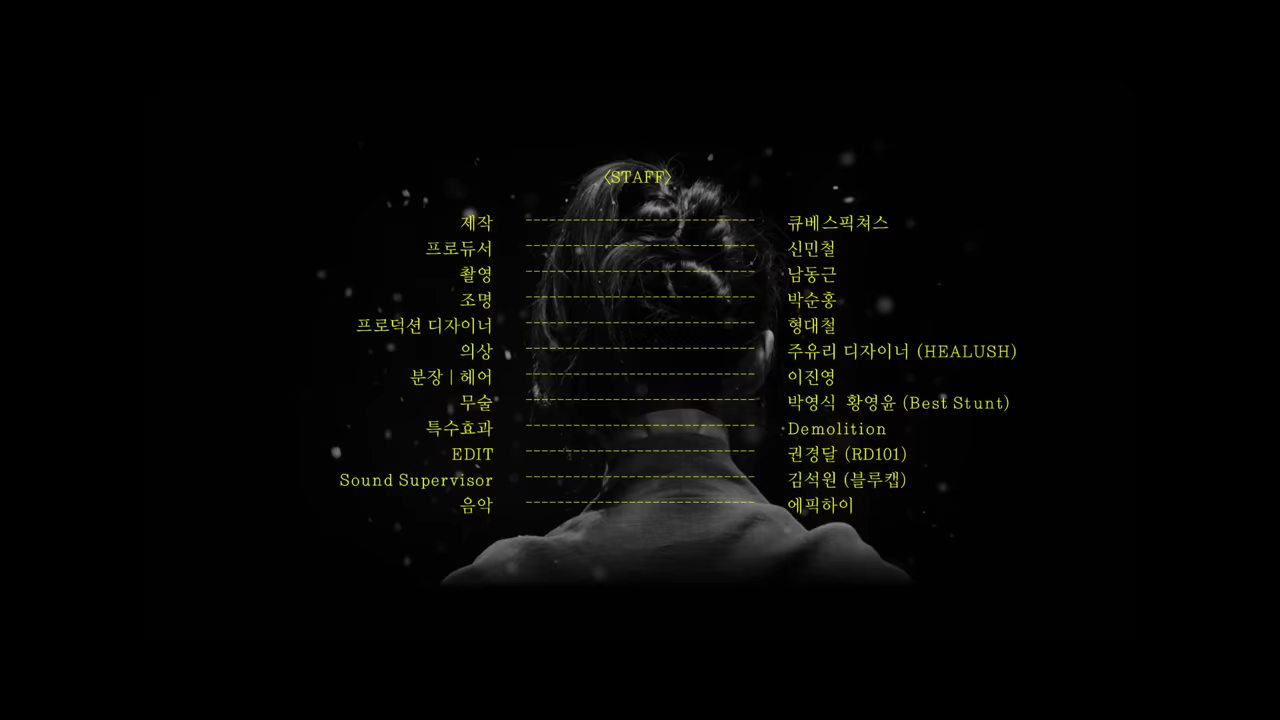 〈STAFF〉
제작 ------------------------------ 큐베스픽쳐스
프로듀서 ------------------------------ 신민철
촬영 ------------------------------ 남동근
조명 ------------------------------ 박순홍
프로덕션 디자이너 ------------------------------ 형대철
의상 ------------------------------ 주유리 디자이너 (HEALUSH)
분장 | 헤어 ------------------------------ 이진영
무술 ------------------------------ 박영식 황영윤 (Best Stunt)
특수효과 ------------------------------ Demolition
EDIT ------------------------------ 권경달 (RD101)
Sound Supervisor ------------------------------ 김석원 (블루캡)
음악 ------------------------------ 에픽하이